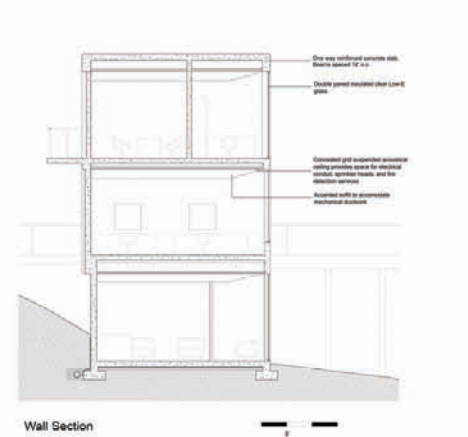 One way reinforced concrete slab.
Beams spaced 16" o.c
Double paned insulated clear Low-E
glass
Concealed grid suspended acoustical
ceiling provides space for electrical
conduit, sprinkler heads, and fire
detection services
Accented soffit to accomodate
mechanical ductwork
Wall Section